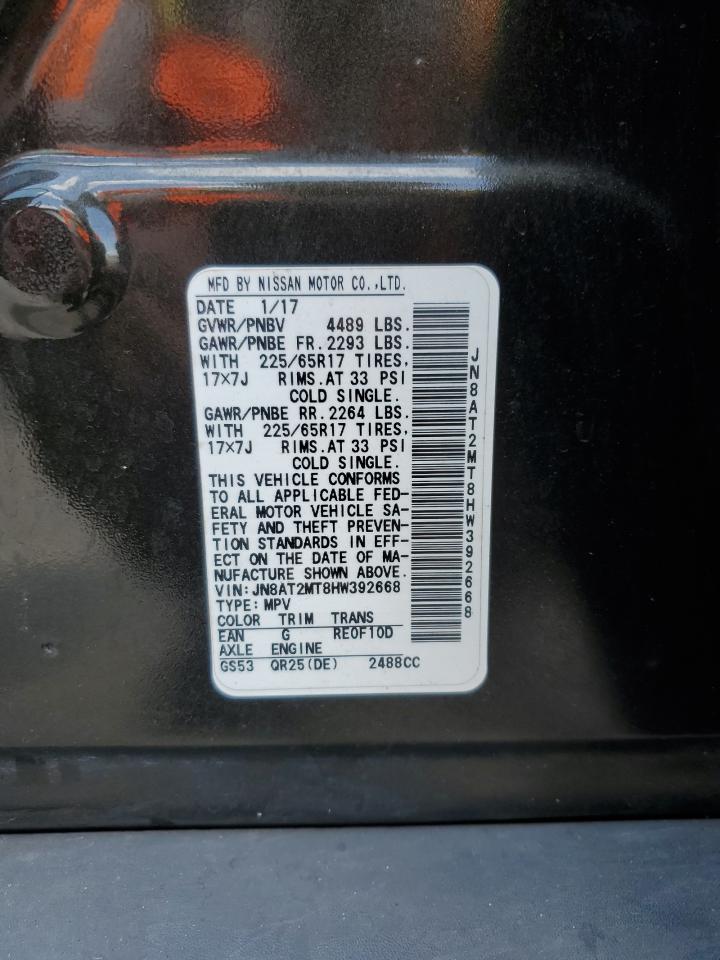 MFD BY NISSAN MOTOR CO.,LTD.
DATE 1/17
GVWR/PNBV 4489 LBS.
GAWR/PNBE FR.2293 LBS.
WITH 225/65R17 TIRES,
17×7J RIMS.AT 33 PSI
COLD SINGLE.
GAWR/PNBE RR.2264 LBS.
WITH 225/65R17 TIRES,
17×7J RIMS.AT 33 PSI
COLD SINGLE.
THIS VEHICLE CONFORMS
TO ALL APPLICABLE FED-
ERAL MOTOR VEHICLE SA-
FETY AND THEFT PREVEN-
TION STANDARDS IN EFF-
ECT ON THE DATE OF MA-
NUFACTURE SHOWN ABOVE.
VIN:JN8AT2MT8HW392668
TYPE:MPV
COLOR TRIM TRANS
EAN G RE0F10D
AXLE ENGINE
GS53 QR25(DE) 2488CC
JN8AT2MT8HW392668